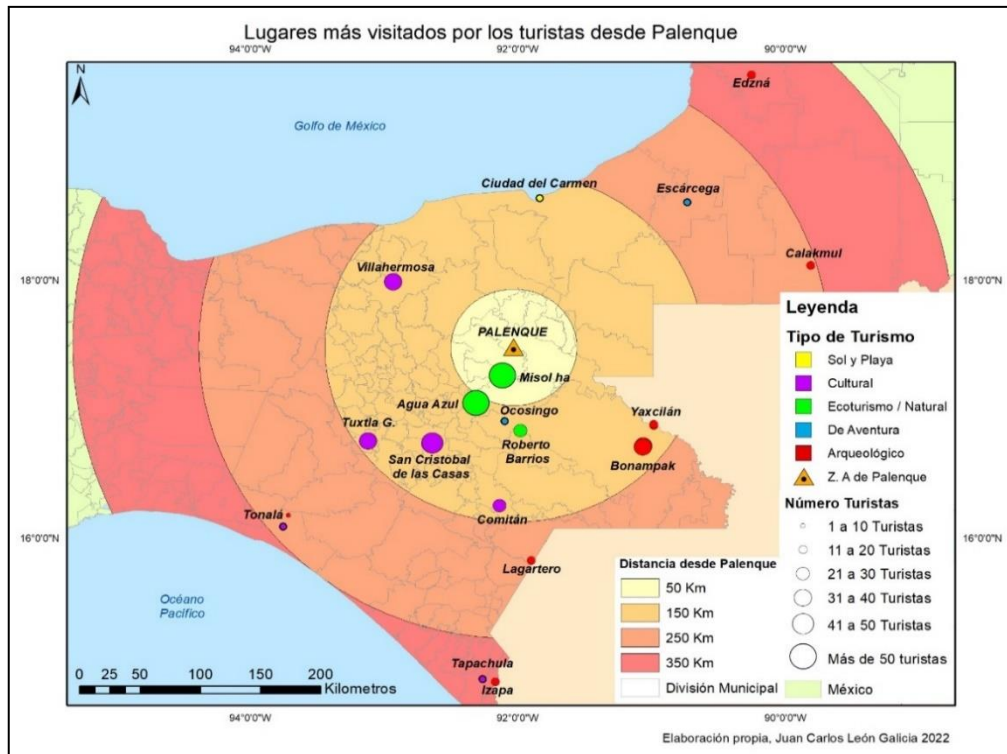 Lugares más visitados por los turistas desde Palenque
94°0'0"W
92°0'0"W
90°0'0"W
N
Edzná
Golfo de México
Ciudad del Carmen
Escárcega
Calakmul
18°0'0"N
18°0'0"N
Villahermosa
PALENQUE
Misol ha
Agua Azul
Ocosingo
Tuxtla G.
Roberto
Barrios
San Cristobal
de las Casas
Yaxcilán
Bonampak
Comitán
Tonalá
16°0'0"N
16°0'0"N
Lagartero
Océano
Pacífico
Tapachula
Izapa
Leyenda
Tipo de Turismo
Sol y Playa
Cultural
Ecoturismo / Natural
De Aventura
Arqueológico
Z. A de Palenque
Número Turistas
1 a 10 Turistas
11 a 20 Turistas
21 a 30 Turistas
31 a 40 Turistas
41 a 50 Turistas
Más de 50 turistas
México
Distancia desde Palenque
50 Km
150 Km
250 Km
350 Km
División Municipal
0 25 50 100 150 200
Kilometros
94°0'0"W
92°0'0"W
90°0'0"W
Elaboración propia, Juan Carlos León Galicia 2022